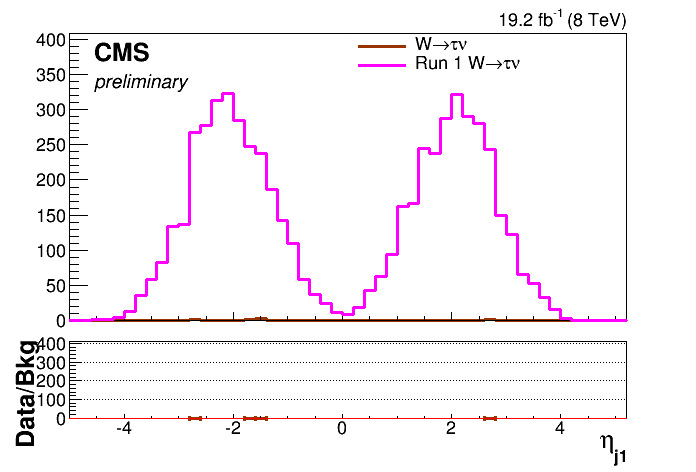 19.2 fb⁻¹ (8 TeV)
CMS
preliminary
W→τν
Run 1 W→τν
400
350
300
250
200
150
100
50
0
Data/Bkg
400
300
200
100
0
-4 -2 0 2 4
η_j1